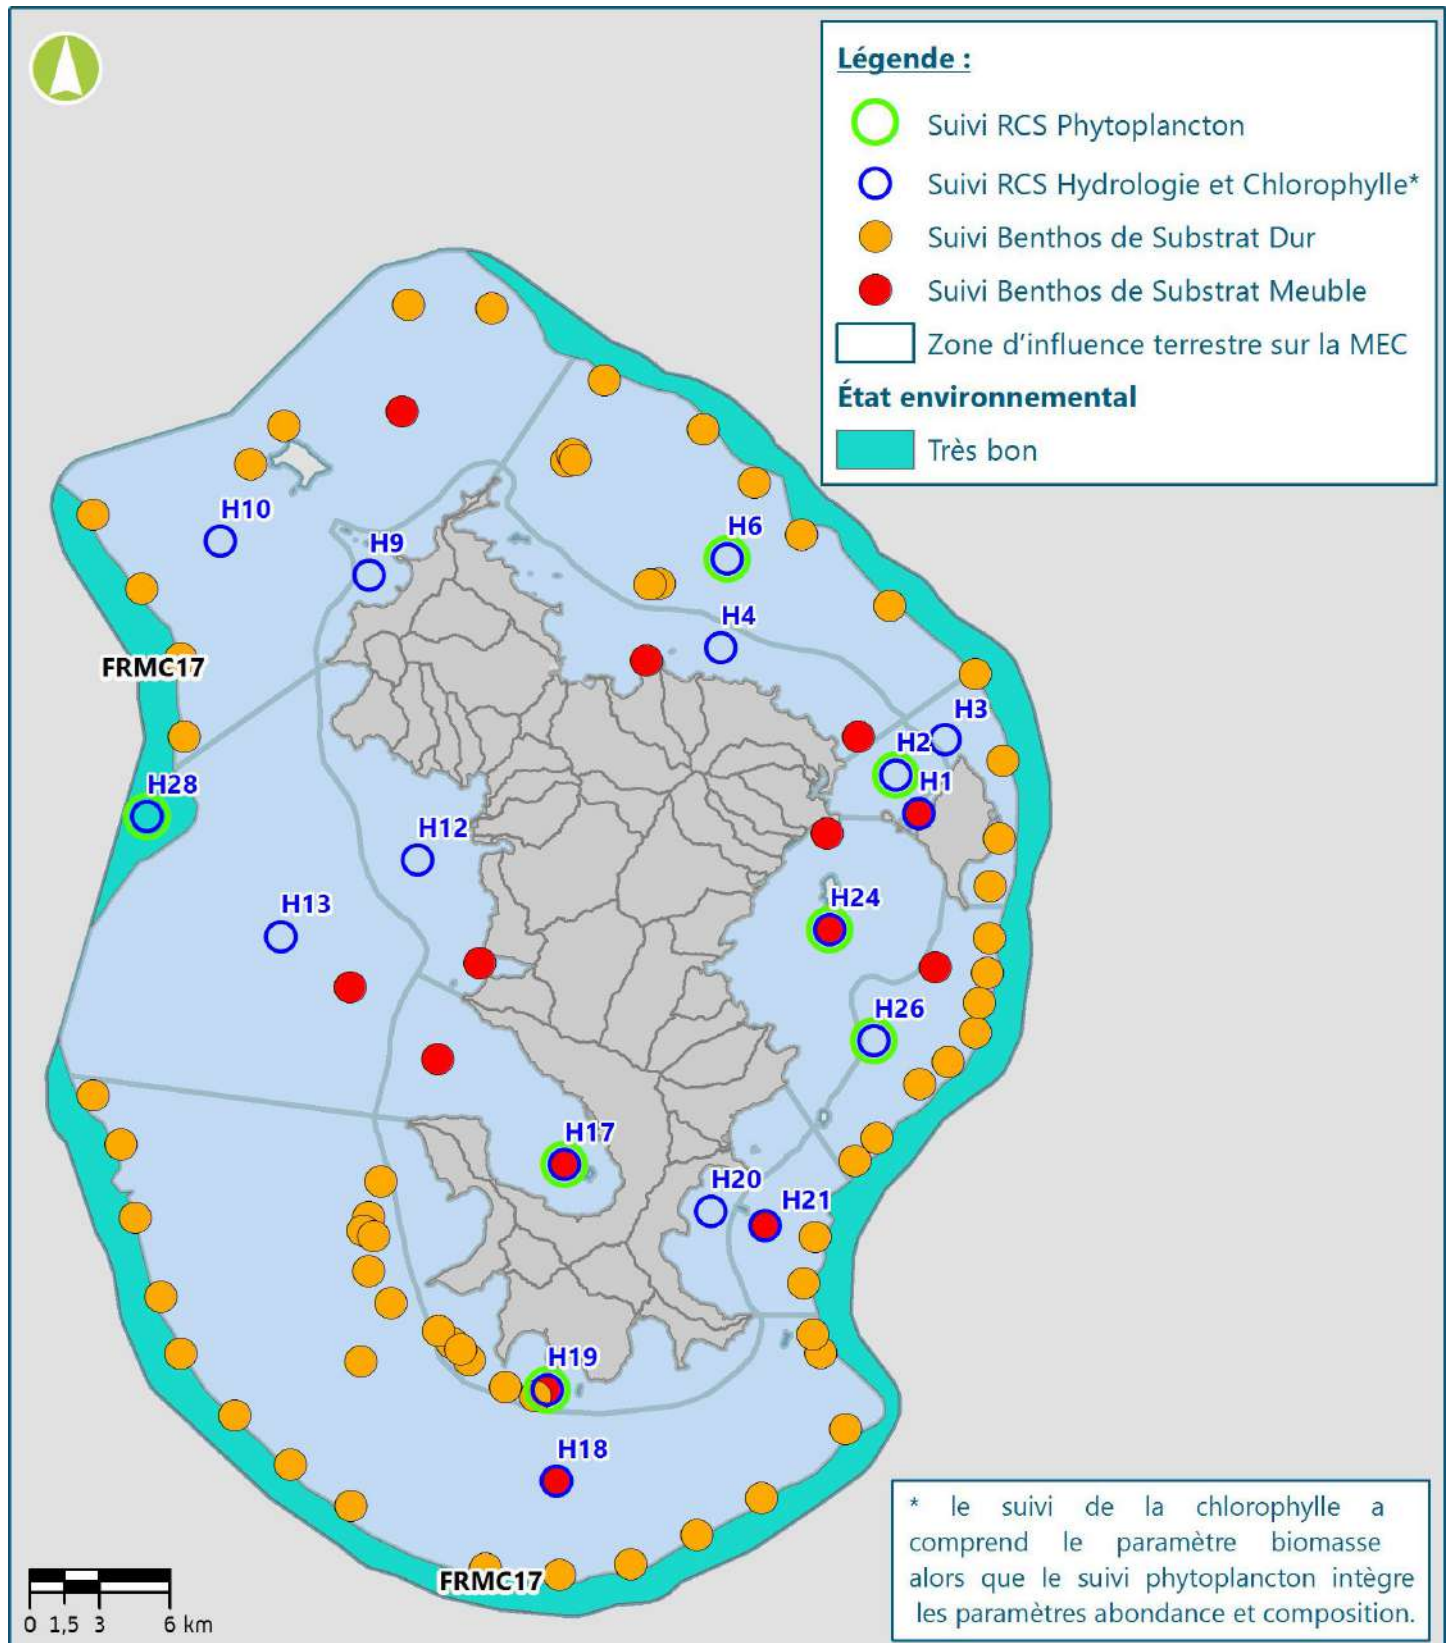 Légende :
Suivi RCS Phytoplancton
Suivi RCS Hydrologie et Chlorophylle*
Suivi Benthos de Substrat Dur
Suivi Benthos de Substrat Meuble
Zone d'influence terrestre sur la MEC
État environnemental
Très bon
H10
H9
H6
H4
FRMC17
H3
H2
H1
H28
H12
H24
H13
H26
H17
H20
H21
H19
H18
FRMC17
* le suivi de la chlorophylle a
comprend le paramètre biomasse
alors que le suivi phytoplancton intègre
les paramètres abondance et composition.
0 1,5 3 6 km